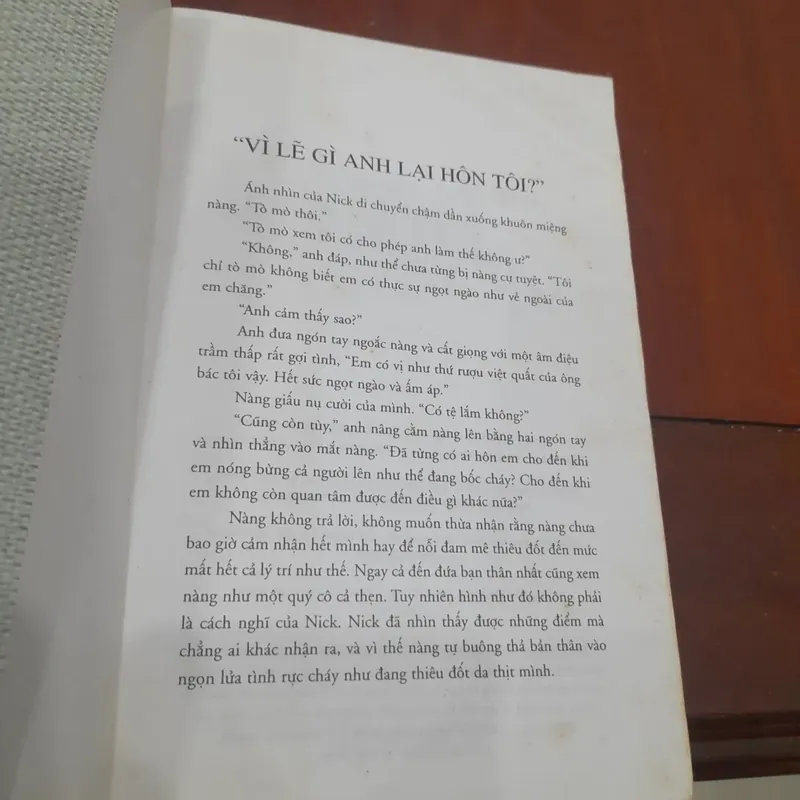 “VÌ LẼ GÌ ANH LẠI HÔN TÔI?”
Ánh nhìn của Nick di chuyển chậm dần xuống khuôn miệng
nàng. “Tò mò thôi.”
“Tò mò xem tôi có cho phép anh làm thế không ư?”
“Không,” anh đáp, như thể chưa từng bị nàng cự tuyệt. “Tôi
chỉ tò mò không biết em có thực sự ngọt ngào như vẻ ngoài của
em chăng.”
“Anh cảm thấy sao?”
Anh đưa ngón tay ngoắc nàng và cất giọng với một âm điệu
trầm thấp rất gợi tình, “Em có vị như thứ rượu việt quất của ông
bác tôi vậy. Hết sức ngọt ngào và ấm áp.”
Nàng giấu nụ cười của mình. “Có tệ lắm không?”
“Cũng còn tùy,” anh nâng cằm nàng lên bằng hai ngón tay
và nhìn thẳng vào mắt nàng. “Đã từng có ai hôn em cho đến khi
em nóng bừng cả người lên như thể đang bốc cháy? Cho đến khi
em không còn quan tâm được đến điều gì khác nữa?”
Nàng không trả lời, không muốn thừa nhận rằng nàng chưa
bao giờ cảm nhận hết mình hay để nỗi đam mê thiêu đốt đến mức
mất hết cả lý trí như thế. Ngay cả đến đứa bạn thân nhất cũng xem
nàng như một quý cô cả thẹn. Tuy nhiên hình như đó không phải
là cách nghĩ của Nick. Nick đã nhìn thấy được những điểm mà
chẳng ai khác nhận ra, và vì thế nàng tự buông thả bản thân vào
ngọn lửa tình rực cháy như đang thiêu đốt da thịt mình.